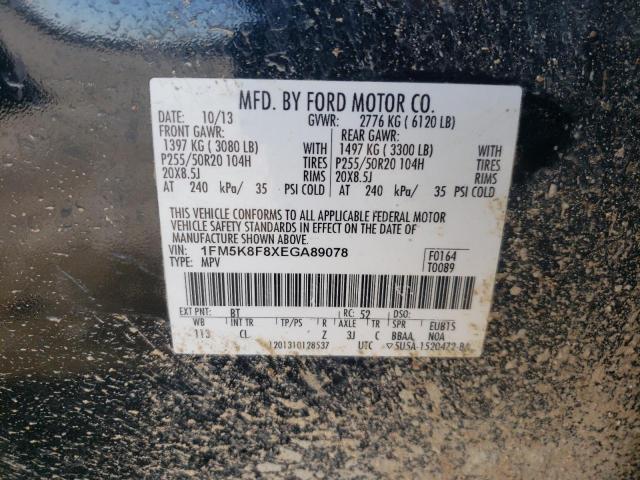 MFD. BY FORD MOTOR CO.
DATE: 10/13 GVWR: 2776 KG ( 6120 LB)
FRONT GAWR: REAR GAWR:
1397 KG ( 3080 LB) WITH 1497 KG ( 3300 LB) WITH
P255/50R20 104H TIRES P255/50R20 104H TIRES
20X8.5J RIMS 20X8.5J RIMS
AT 240 kPa/ 35 PSI COLD AT 240 kPa/ 35 PSI COLD
THIS VEHICLE CONFORMS TO ALL APPLICABLE FEDERAL MOTOR
VEHICLE SAFETY AND THEFT PREVENTION STANDARDS IN EFFECT ON THE DATE OF
MANUFACTURE SHOWN ABOVE.
VIN: 1FM5K8F8XEGA89078 F0164
TYPE: MPV T0089
EXT PNT: BT RC: 52 DSO:
WB INT TR TP/PS R AXLE TR SPR EUBTS
113 CL Z 3J C BBAA N0A
1201310128537 UTC